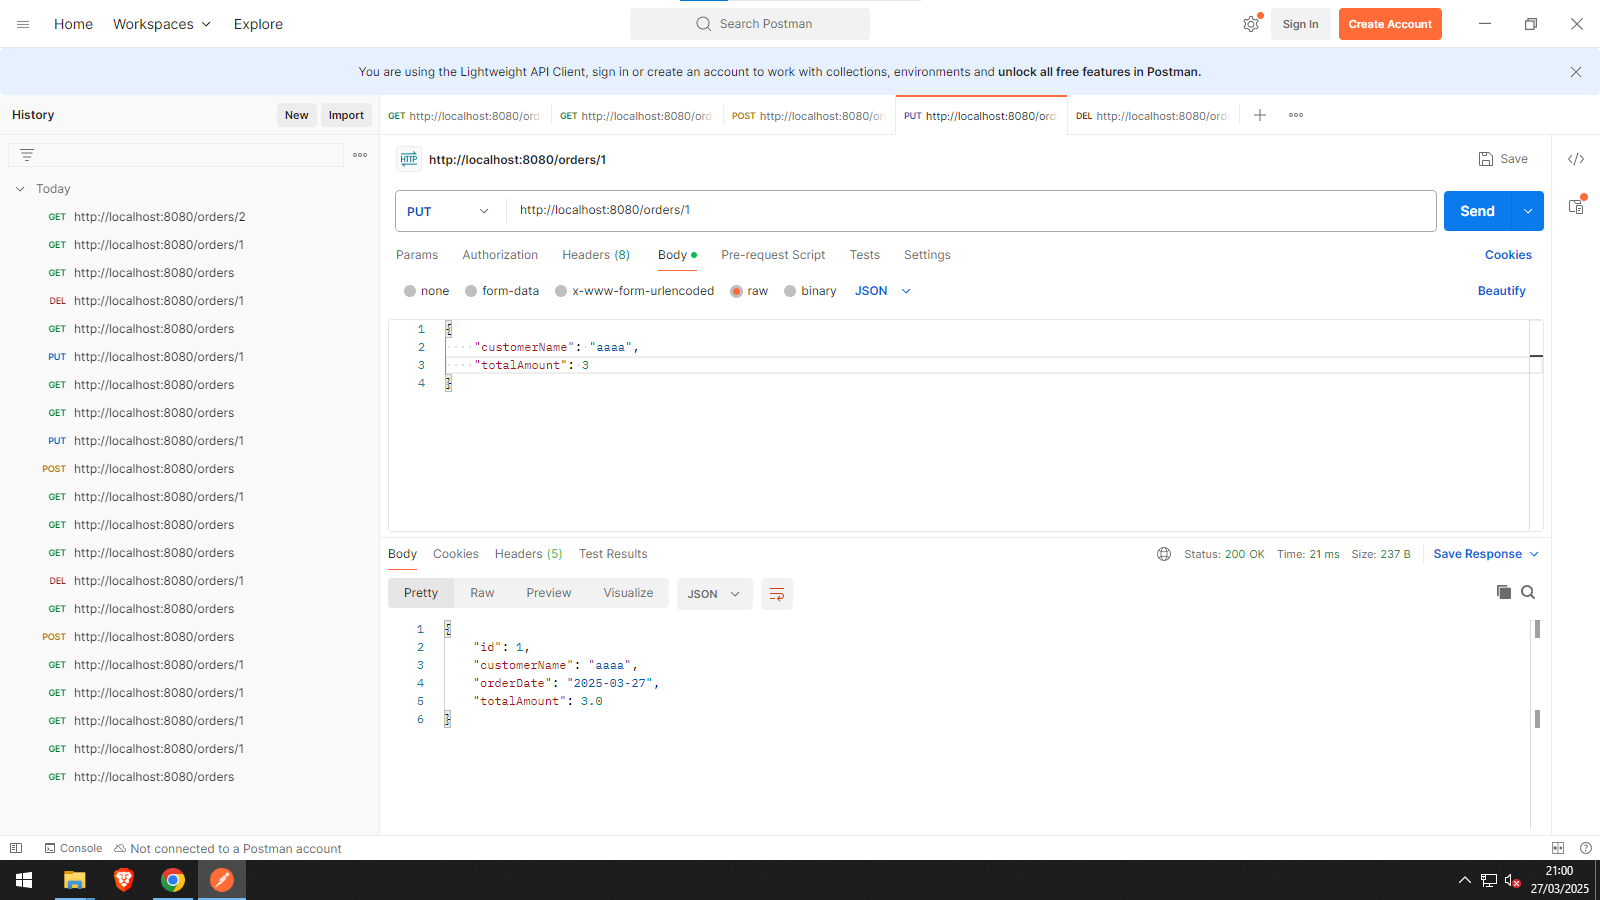 Home Workspaces Explore Search Postman Sign In Create Account
You are using the Lightweight API Client, sign in or create an account to work with collections, environments and unlock all free features in Postman.
History New Import
GET http://localhost:8080/ord GET http://localhost:8080/ord POST http://localhost:8080/or PUT http://localhost:8080/ord DEL http://localhost:8080/ord
HTTP http://localhost:8080/orders/1 Save
Today
GET http://localhost:8080/orders/2
GET http://localhost:8080/orders/1
GET http://localhost:8080/orders
DEL http://localhost:8080/orders/1
GET http://localhost:8080/orders
PUT http://localhost:8080/orders/1
GET http://localhost:8080/orders
GET http://localhost:8080/orders
PUT http://localhost:8080/orders/1
POST http://localhost:8080/orders
GET http://localhost:8080/orders/1
GET http://localhost:8080/orders
GET http://localhost:8080/orders
DEL http://localhost:8080/orders/1
GET http://localhost:8080/orders
POST http://localhost:8080/orders
GET http://localhost:8080/orders/1
GET http://localhost:8080/orders/1
GET http://localhost:8080/orders/1
GET http://localhost:8080/orders/1
GET http://localhost:8080/orders
PUT http://localhost:8080/orders/1 Send
Params Authorization Headers (8) Body Pre-request Script Tests Settings Cookies
none form-data x-www-form-urlencoded raw binary JSON Beautify
1 {
2 "customerName": "aaaa",
3 "totalAmount": 3
4 }
Body Cookies Headers (5) Test Results Status: 200 OK Time: 21 ms Size: 237 B Save Response
Pretty Raw Preview Visualize JSON
1 {
2 "id": 1,
3 "customerName": "aaaa",
4 "orderDate": "2025-03-27",
5 "totalAmount": 3.0
6 }
Console Not connected to a Postman account
21:00
27/03/2025